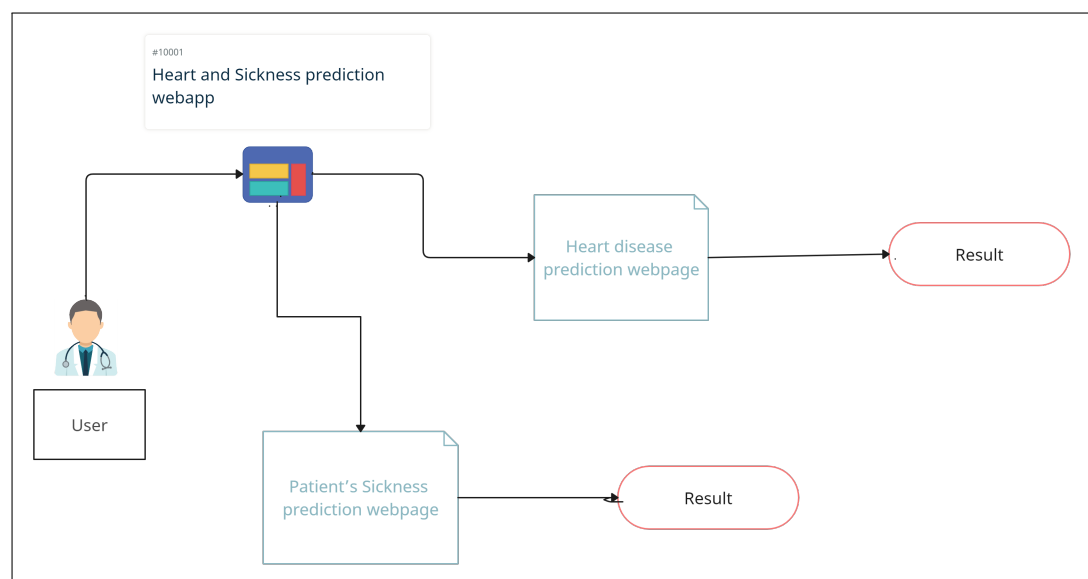 #10001
Heart and Sickness prediction
webapp
Heart disease
prediction webpage
Result
User
Patient’s Sickness
prediction webpage
Result